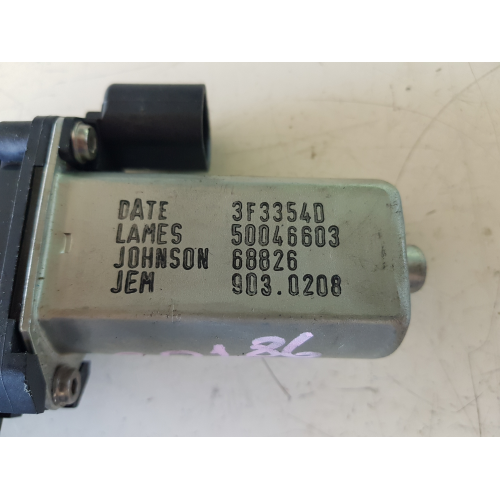 DATE 3F3354D
LAMES 50046603
JOHNSON 68826
JEM 903.0208